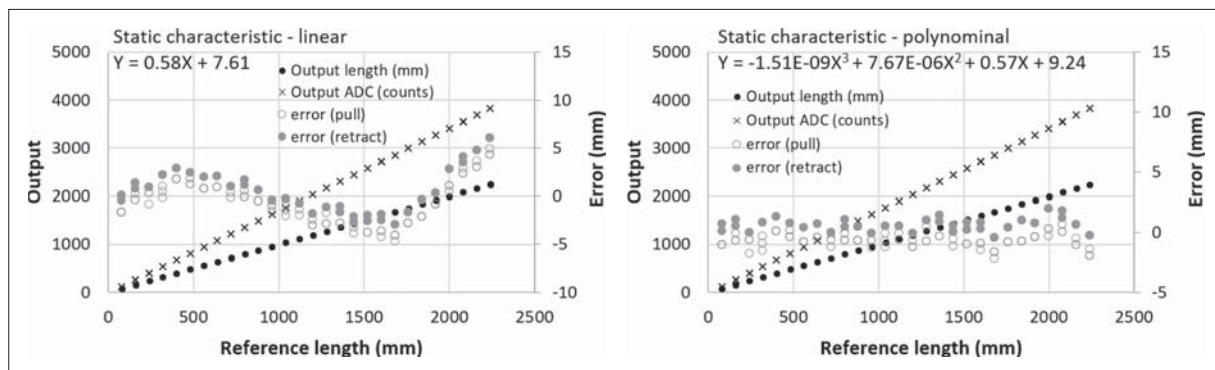 Static characteristic - linear
Y = 0.58X + 7.61
5000
4000
3000
2000
1000
0
Output
15
10
5
0
-5
-10
Error (mm)
Output length (mm)
Output ADC (counts)
error (pull)
error (retract)
0
500
1000
1500
2000
2500
Reference length (mm)
Static characteristic - polynominal
Y = -1.51E-09X³ + 7.67E-06X² + 0.57X + 9.24
5000
4000
3000
2000
1000
0
Output
15
10
5
0
-5
Error (mm)
Output length (mm)
Output ADC (counts)
error (pull)
error (retract)
0
500
1000
1500
2000
2500
Reference length (mm)